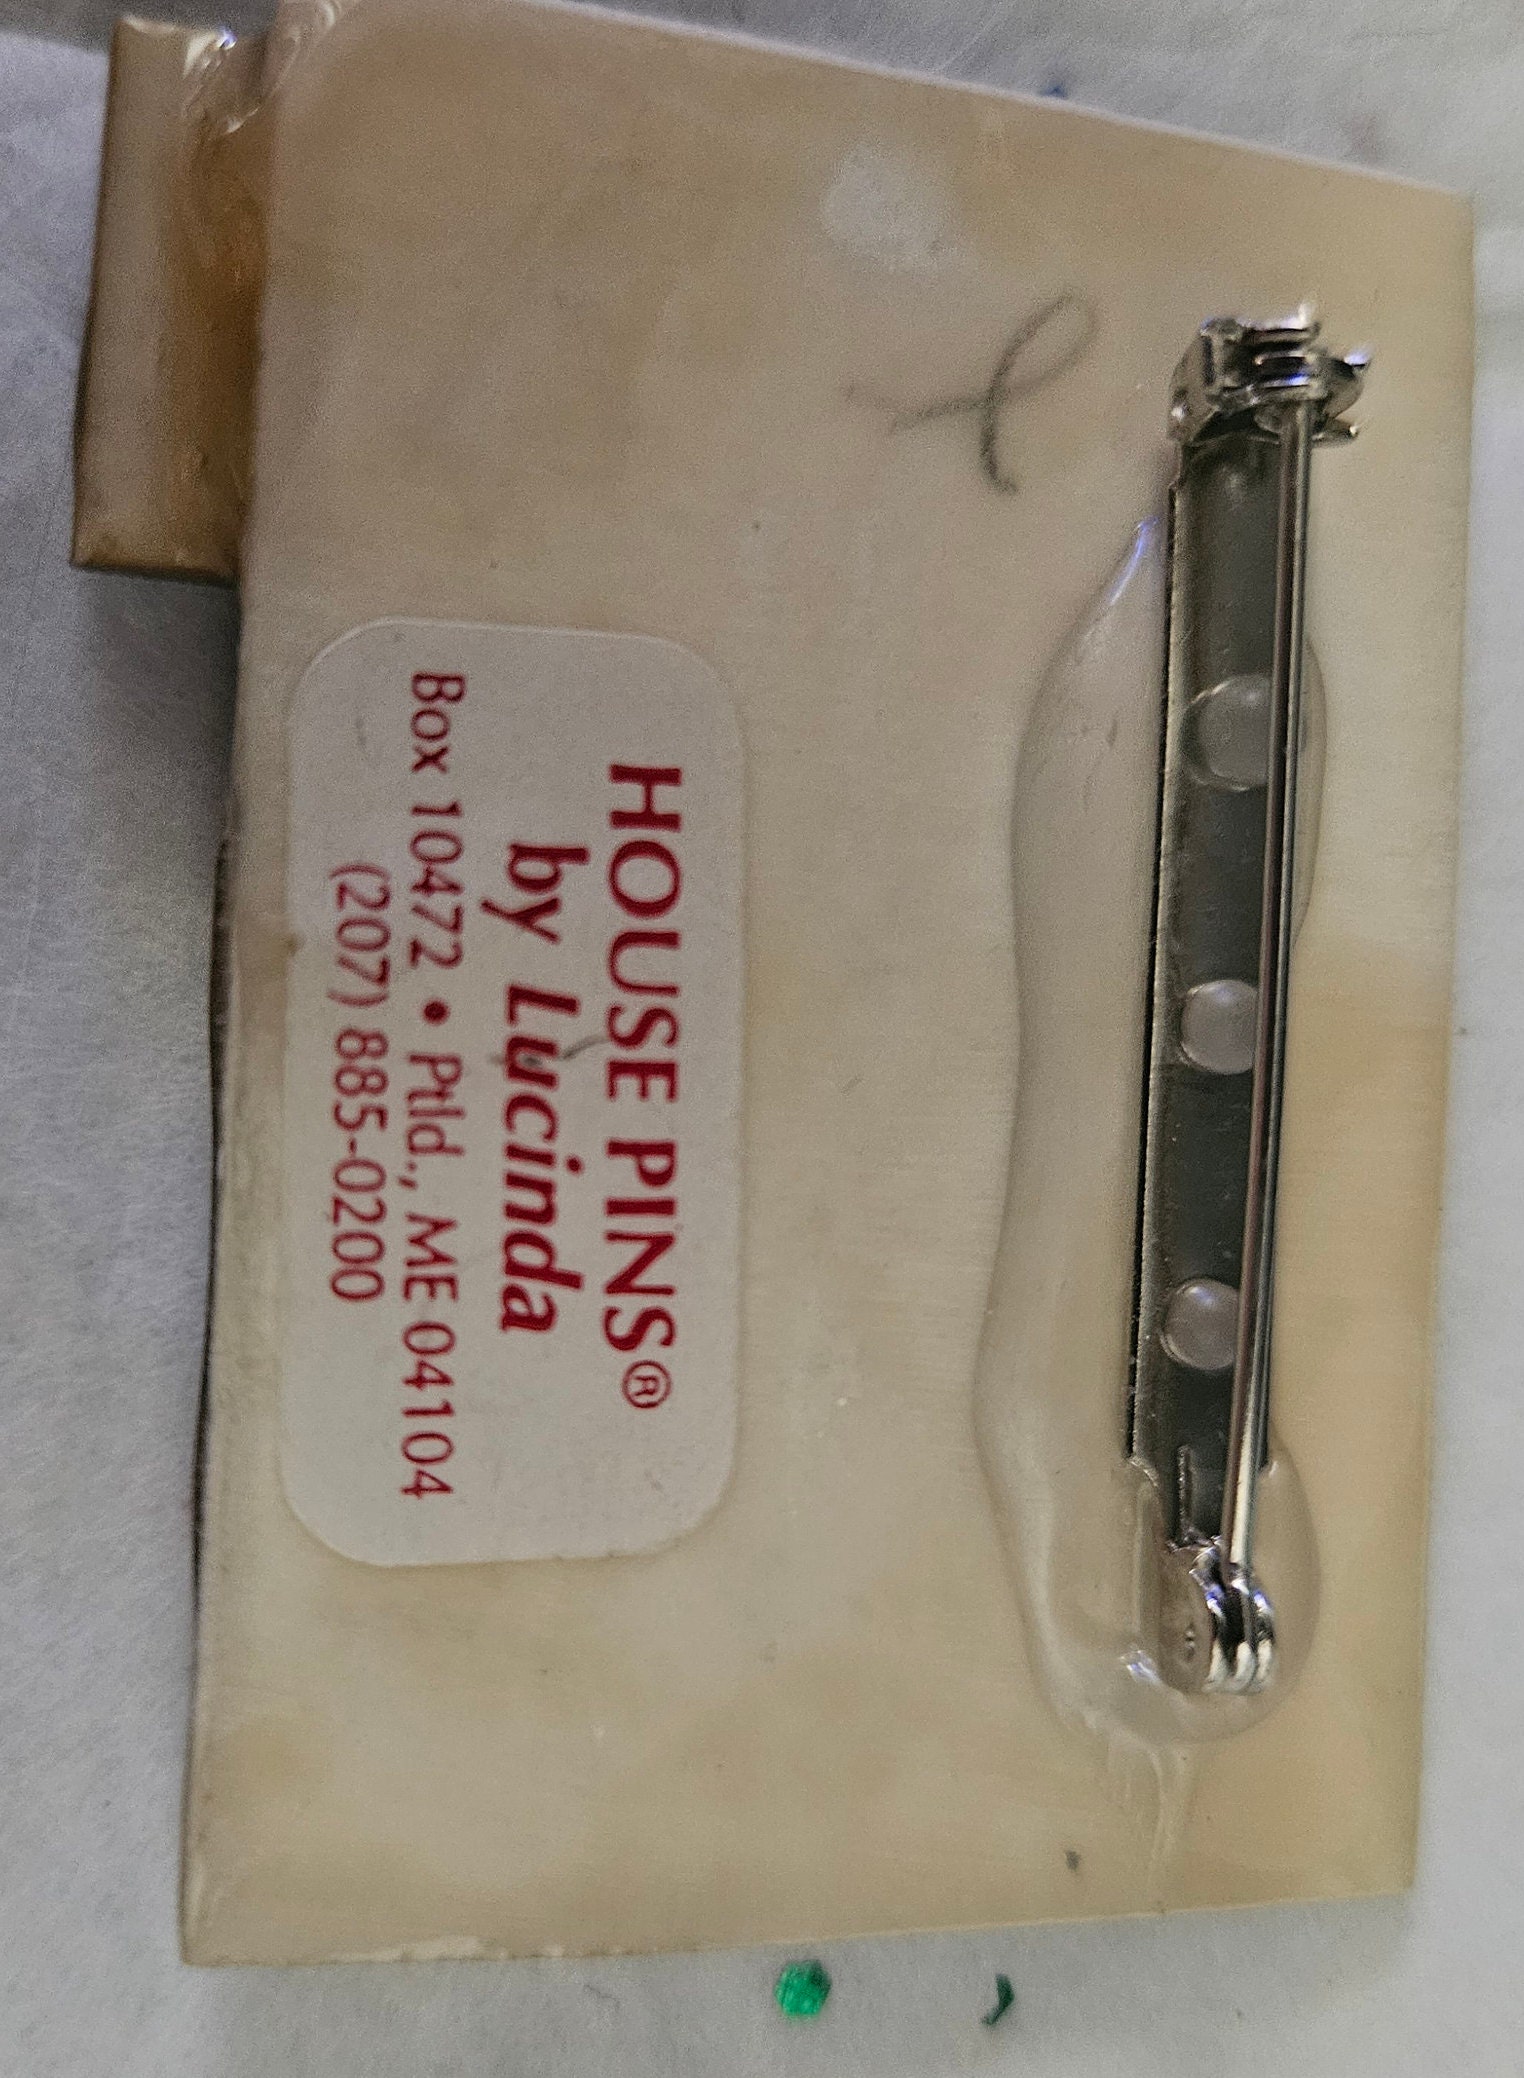 HOUSE PINS®
by Lucinda
Box 10472 • Ptld., ME 04104
(207) 885-0200